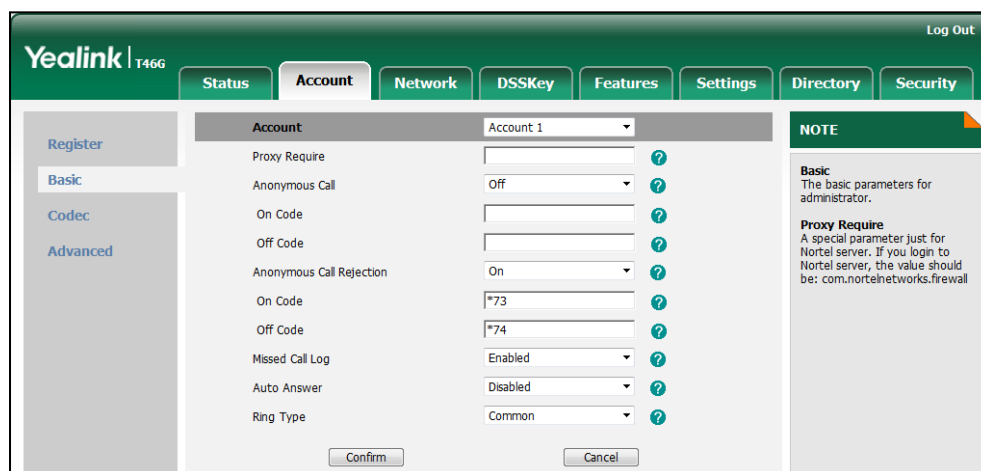 Log Out
Yealink T46G
Status Account Network DSSKey Features Settings Directory Security
Register
Basic
Codec
Advanced
Account Account 1
Proxy Require ?
Anonymous Call Off ?
On Code ?
Off Code ?
Anonymous Call Rejection On ?
On Code *73 ?
Off Code *74 ?
Missed Call Log Enabled ?
Auto Answer Disabled ?
Ring Type Common ?
Confirm Cancel
NOTE
Basic
The basic parameters for
administrator.
Proxy Require
A special parameter just for
Nortel server. If you login to
Nortel server, the value should
be: com.nortelnetworks.firewall